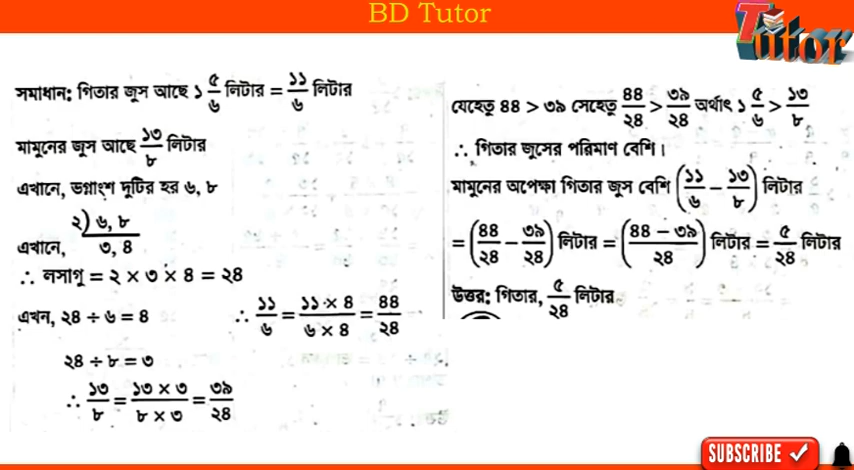 BD Tutor
Tutor
সমাধান: গিতার জুস আছে ১ ৫/৬ লিটার = ১১/৬ লিটার
মামুনের জুস আছে ১৩/৮ লিটার
এখানে, ভগ্নাংশ দুটির হর ৬, ৮
২) ৬, ৮
এখানে, ৩, ৪
∴ লসাগু = ২ × ৩ × ৪ = ২৪
এখন, ২৪ ÷ ৬ = ৪ ∴ ১১/৬ = ১১ × ৪/৬ × ৪ = ৪৪/২৪
২৪ ÷ ৮ = ৩
∴ ১৩/৮ = ১৩ × ৩/৮ × ৩ = ৩৯/২৪
যেহেতু ৪৪ > ৩৯ সেহেতু ৪৪/২৪ > ৩৯/২৪ অর্থাৎ ১ ৫/৬ > ১৩/৮
∴ গিতার জুসের পরিমাণ বেশি।
মামুনের অপেক্ষা গিতার জুস বেশি (১১/৬ − ১৩/৮) লিটার
= (৪৪/২৪ − ৩৯/২৪) লিটার = (৪৪ − ৩৯/২৪) লিটার = ৫/২৪ লিটার
উত্তর: গিতার, ৫/২৪ লিটার
SUBSCRIBE